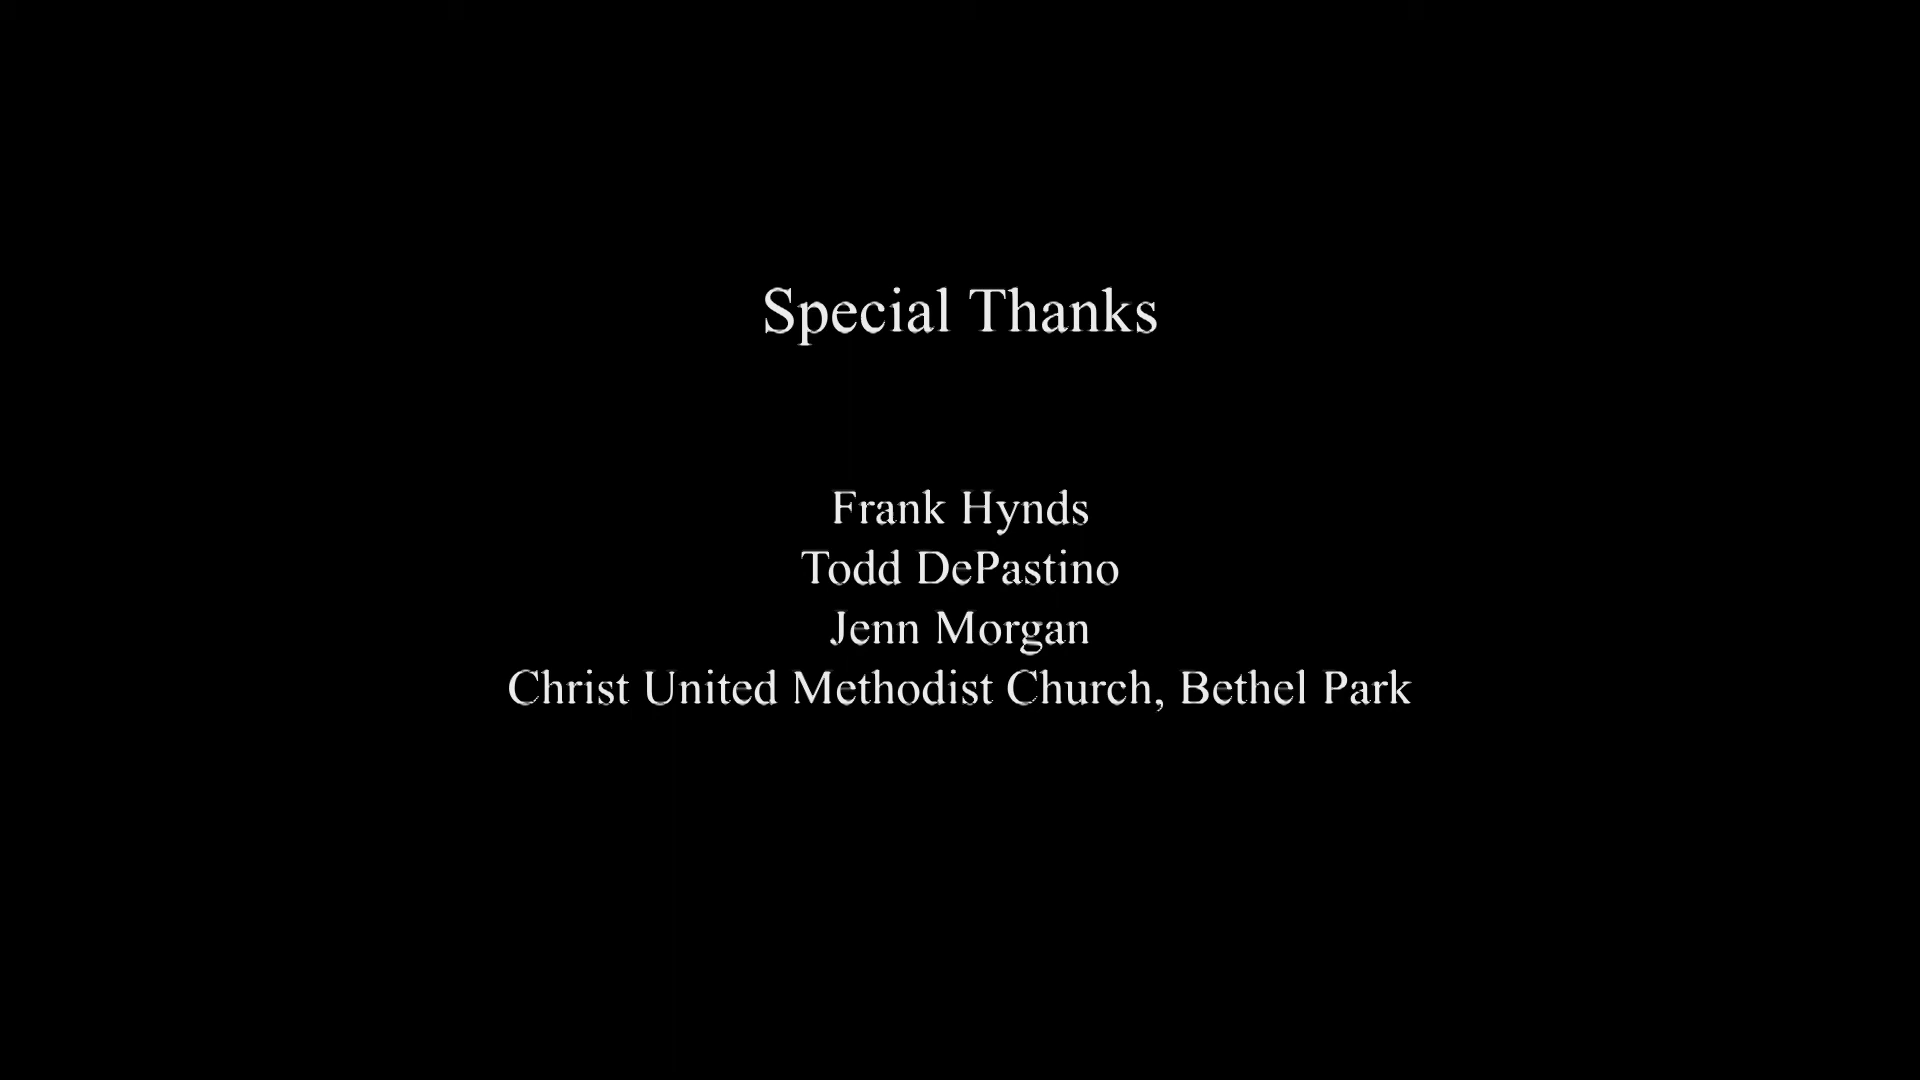 Special Thanks
Frank Hynds
Todd DePastino
Jenn Morgan
Christ United Methodist Church, Bethel Park